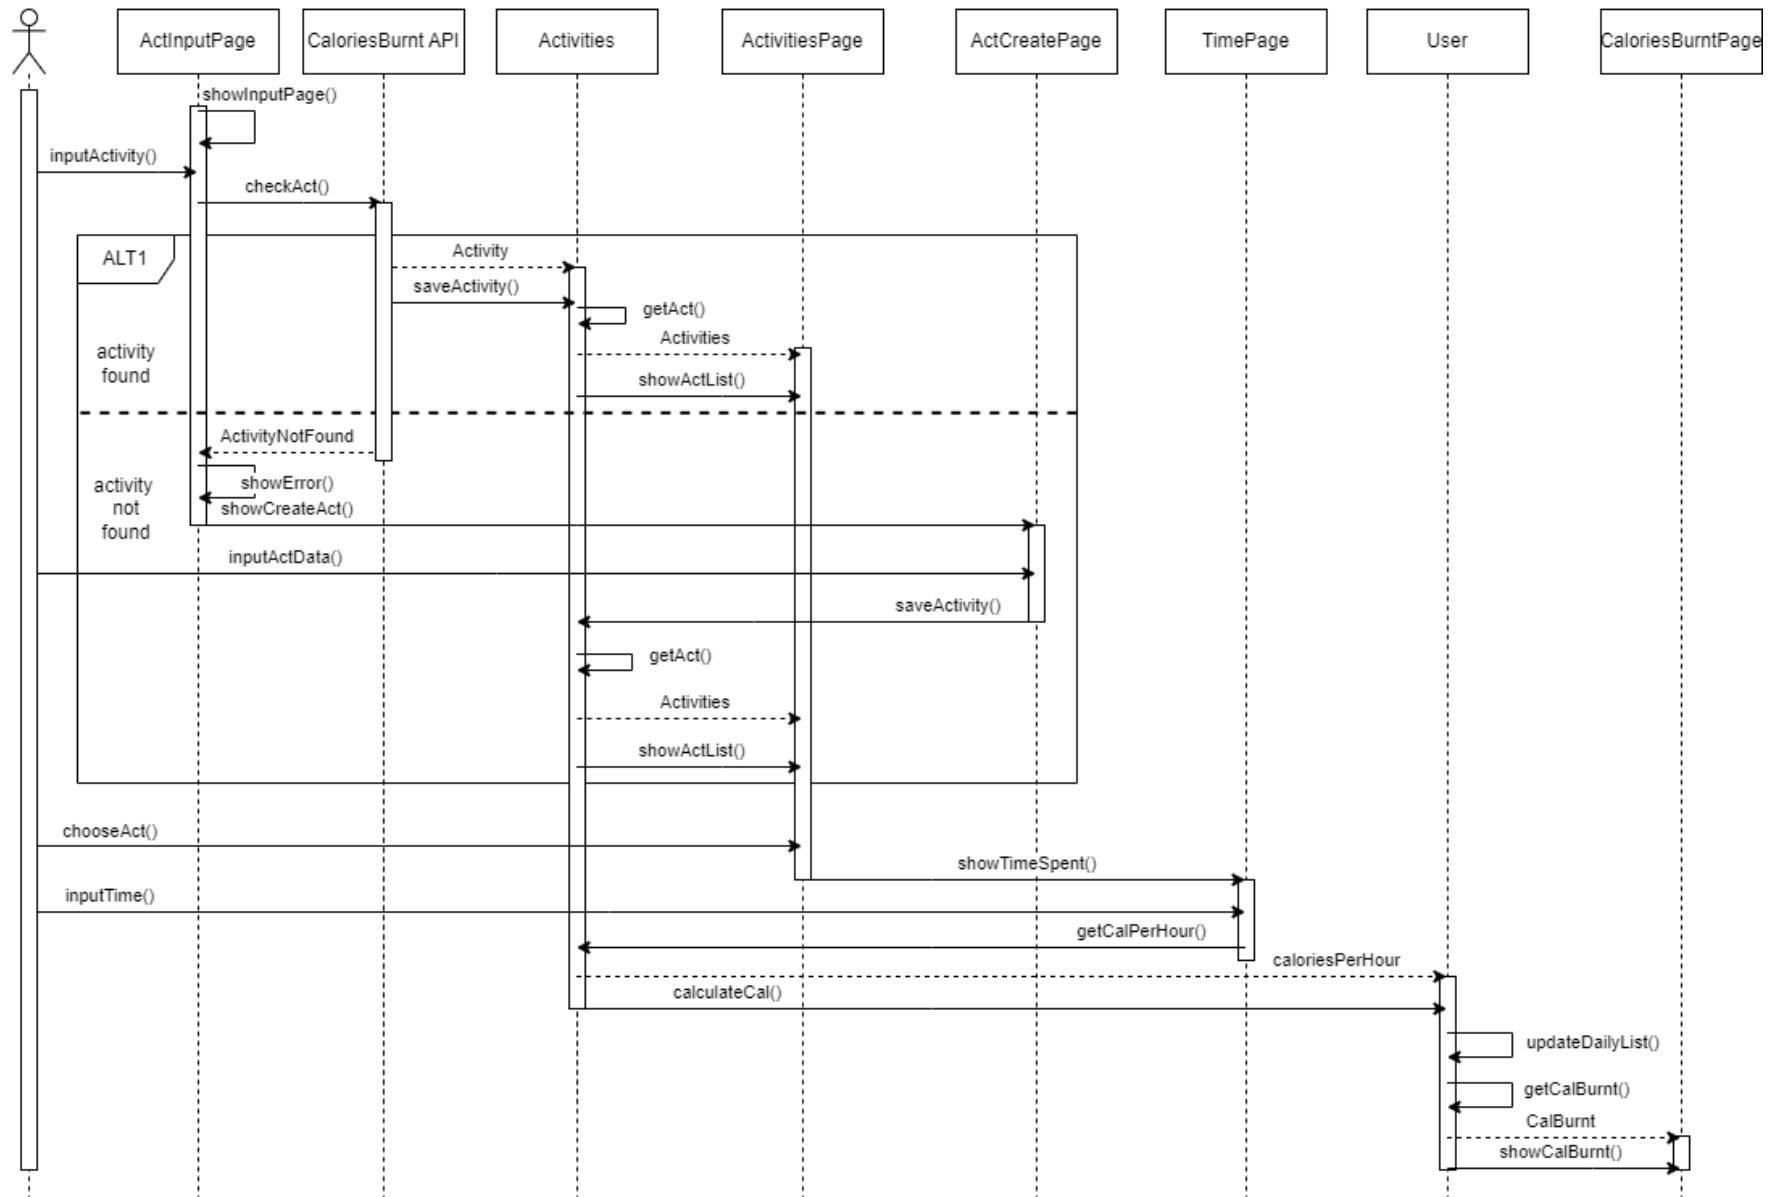 ActInputPage
CaloriesBurnt API
Activities
ActivitiesPage
ActCreatePage
TimePage
User
CaloriesBurntPage
showInputPage()
inputActivity()
checkAct()
ALT1
Activity
saveActivity()
getAct()
Activities
activity
found
showActList()
ActivityNotFound
activity
not
found
showError()
showCreateAct()
inputActData()
saveActivity()
getAct()
Activities
showActList()
chooseAct()
showTimeSpent()
inputTime()
getCalPerHour()
caloriesPerHour
calculateCal()
updateDailyList()
getCalBurnt()
CalBurnt
showCalBurnt()